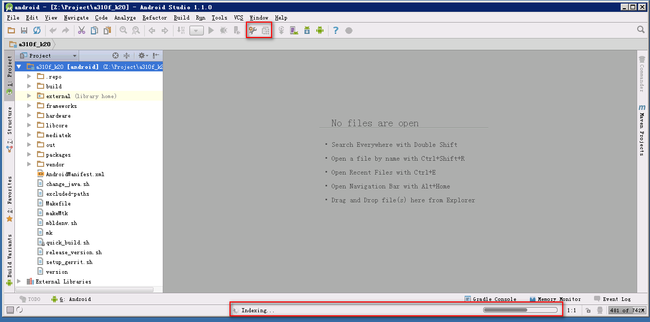 android - [Z:\Project\a310f_k20] - Android Studio 1.1.0
File Edit View Navigate Code Analyze Refactor Build Run Tools VCS Window Help
a310f_k20
Project
a310f_k20 [android] (Z:\Project\a310f_k20
.repo
build
external (library home)
frameworks
hardware
libcore
mediatek
out
packages
vendor
AndroidManifest.xml
change_java.sh
excluded-paths
Makefile
makeMtk
mbldenv.sh
mk
quick_build.sh
release_version.sh
setup_gerrit.sh
version
External Libraries
1: Project
7: Structure
2: Favorites
Build Variants
No files are open
• Search Everywhere with Double Shift
• Open a file by name with Ctrl+Shift+R
• Open Recent Files with Ctrl+E
• Open Navigation Bar with Alt+Home
• Drag and Drop file(s) here from Explorer
Commander
Maven Projects
TODO
6: Android
Gradle Console
Memory Monitor
Event Log
Indexing...
1:1
481 of 742M